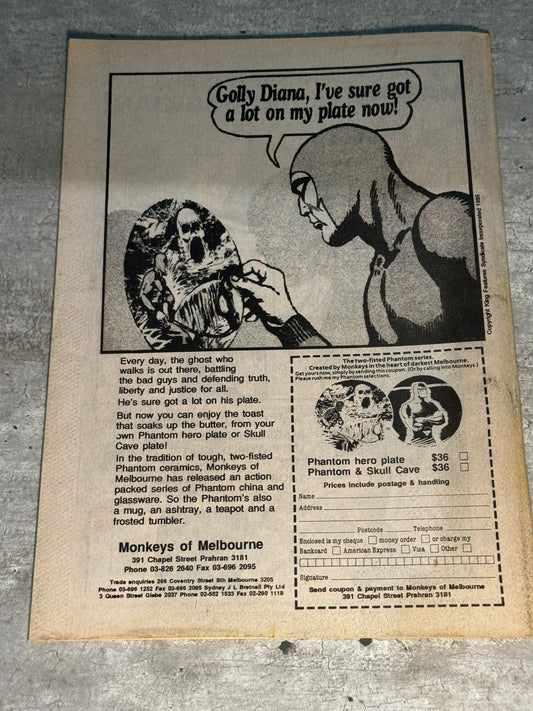 Golly Diana, I've sure got
a lot on my plate now!
Copyright King Features Syndicate Incorporated 1985
Every day, the ghost who
walks is out there, battling
the bad guys and defending truth,
liberty and justice for all.
He's sure got a lot on his plate.
But now you can enjoy the toast
that soaks up the butter, from your
own Phantom hero plate or Skull
Cave plate!
In the tradition of tough, two-fisted
Phantom ceramics, Monkeys of
Melbourne has released an action
packed series of Phantom china and
glassware. So the Phantom's also
a mug, an ashtray, a teapot and a
frosted tumbler.
Monkeys of Melbourne
391 Chapel Street Prahran 3181
Phone 03-826 2640 Fax 03-696 2095
Trade enquiries 266 Coventry Street Sth Melbourne 3205
Phone 03-696 1252 Fax 03-696 2095 Sydney J L Bretnall Pty Ltd
3 Queen Street Glebe 2037 Phone 02-552 1533 Fax 02-290 1118
The two-fisted Phantom series.
Created by Monkeys in the heart of darkest Melbourne.
Get yours now, simply by sending this coupon. (Or by calling into Monkeys.)
Please rush me my Phantom selections.
Phantom hero plate $36
Phantom & Skull Cave $36
Prices include postage & handling
Name
Address
Postcode Telephone
Enclosed is my cheque money order or charge my
Bankcard American Express Visa Other
Signature
Send coupon & payment to Monkeys of Melbourne
391 Chapel Street Prahran 3181